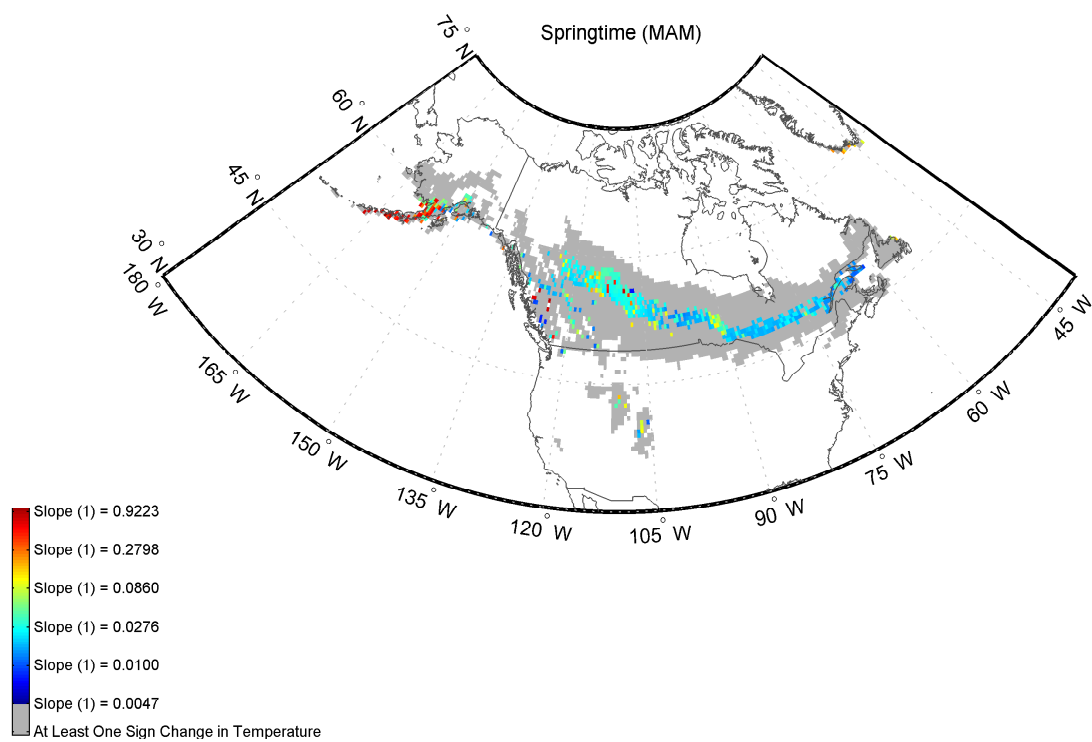 Springtime (MAM)
75° N
60° N
45° N
30° N
180° W
165° W
150° W
135° W
120° W
105° W
90° W
75° W
60° W
45° W
Slope (1) = 0.9223
Slope (1) = 0.2798
Slope (1) = 0.0860
Slope (1) = 0.0276
Slope (1) = 0.0100
Slope (1) = 0.0047
At Least One Sign Change in Temperature